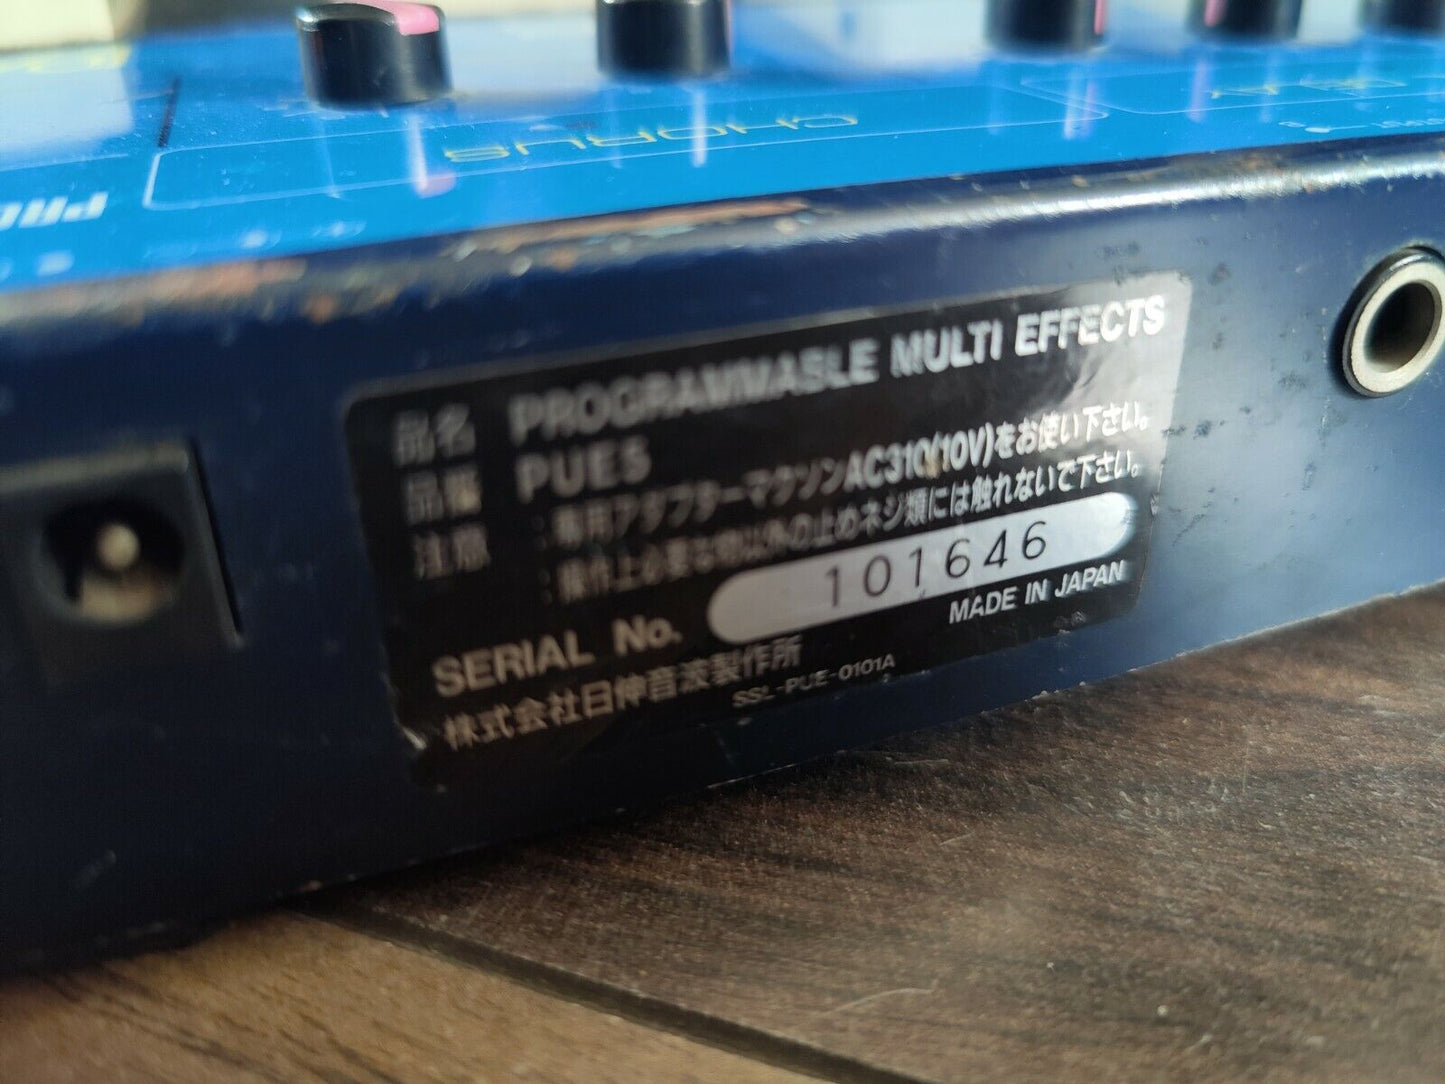 CHORUS
PRO
品名 PROGRAMMABLE MULTI EFFECTS
品番 PUE5
注意 :専用アダプターマクソンAC310(10V)をお使い下さい。
:操作上必要な物以外の止めネジ類には触れないで下さい。
SERIAL No. 101646
MADE IN JAPAN
株式会社日伸音波製作所
SSL-PUE-0101A